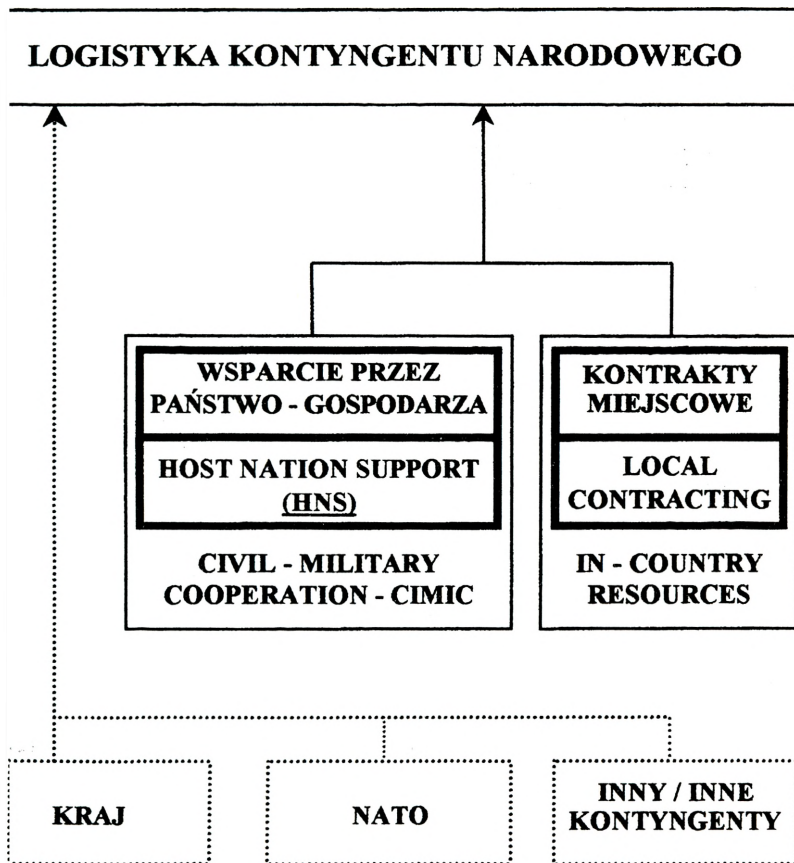 LOGISTYKA KONTYNGENTU NARODOWEGO
WSPARCIE PRZEZ
PAŃSTWO - GOSPODARZA
HOST NATION SUPPORT
(HNS)
CIVIL - MILITARY
COOPERATION - CIMIC
KONTRAKTY
MIEJSCOWE
LOCAL
CONTRACTING
IN - COUNTRY
RESOURCES
KRAJ
NATO
INNY / INNE
KONTYNGENTY